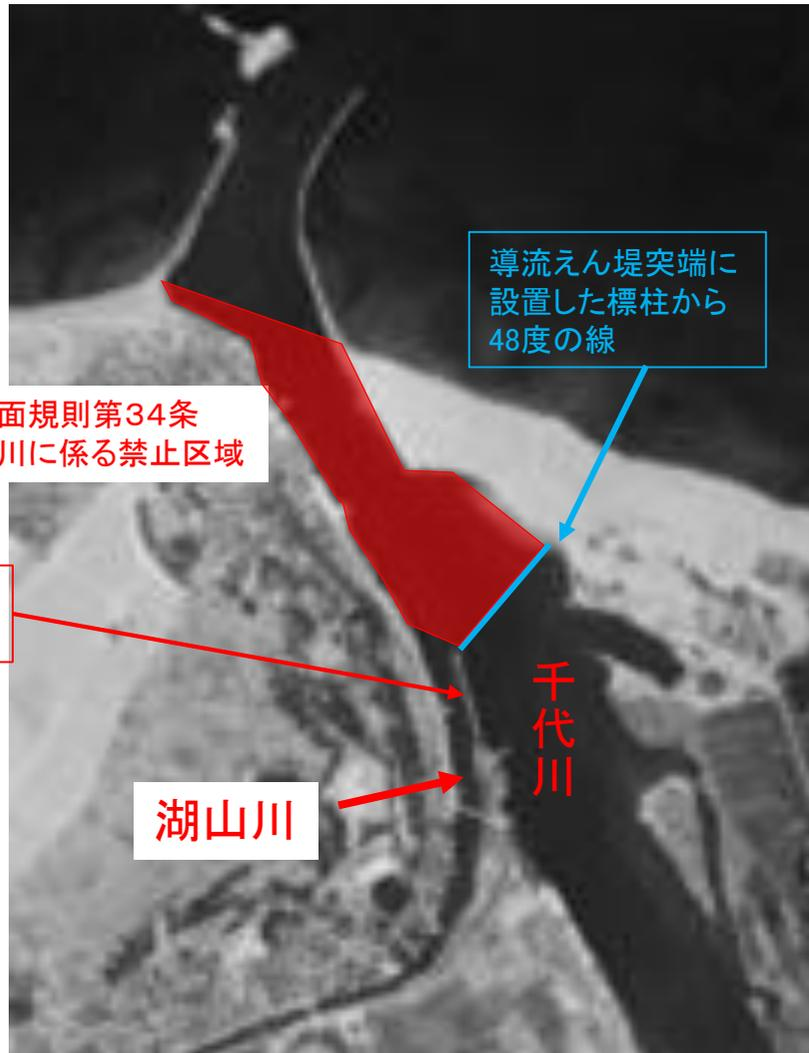 導流えん堤突端に
設置した標柱から
48度の線
面規則第34条
川に係る禁止区域
千代川
湖山川